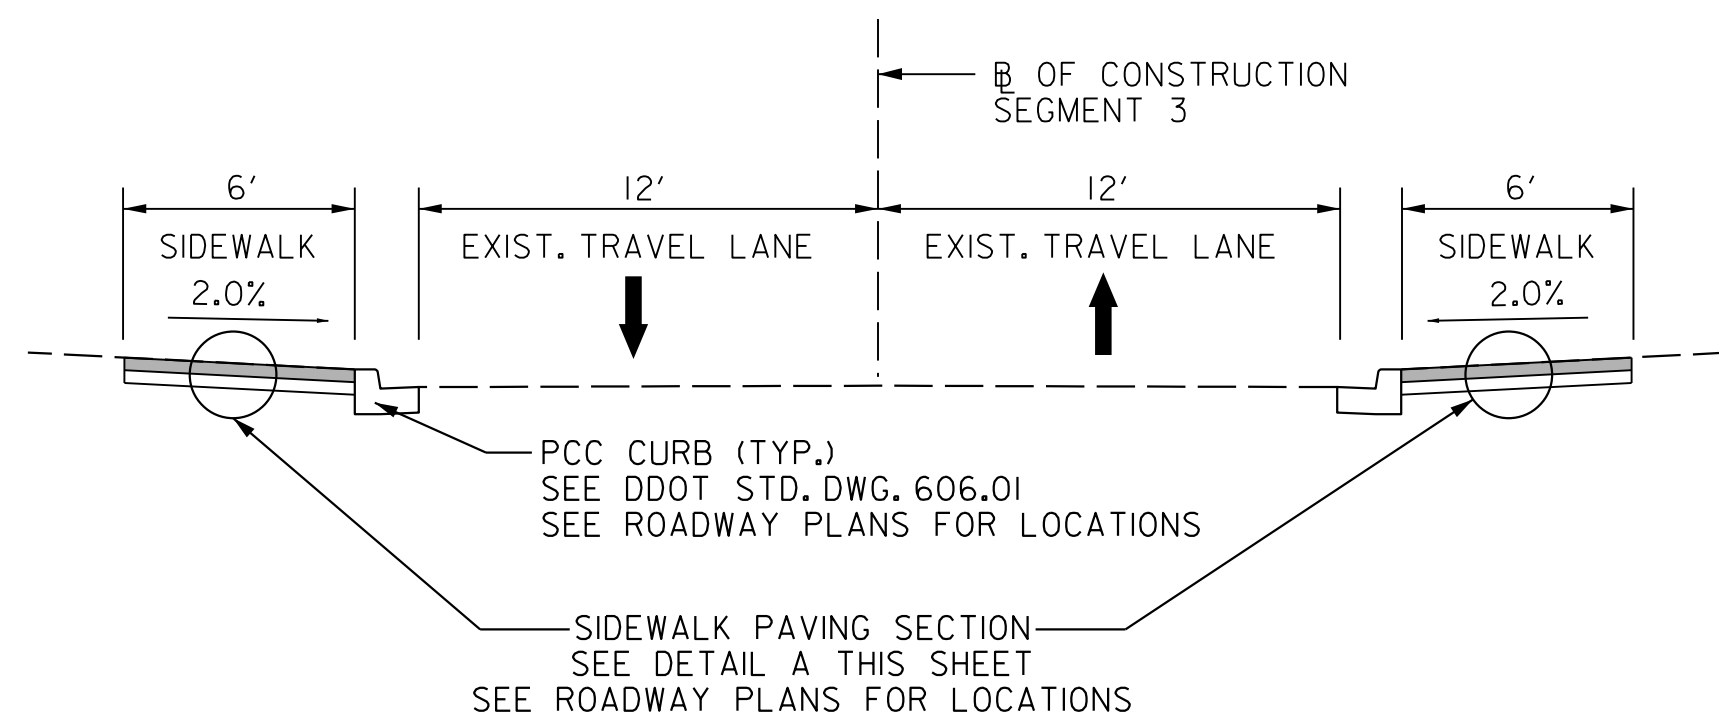 BL OF CONSTRUCTION
SEGMENT 3
6' 12' 12' 6'
SIDEWALK EXIST. TRAVEL LANE EXIST. TRAVEL LANE SIDEWALK
2.0% 2.0%
PCC CURB (TYP.)
SEE DDOT STD. DWG. 606.01
SEE ROADWAY PLANS FOR LOCATIONS
SIDEWALK PAVING SECTION
SEE DETAIL A THIS SHEET
SEE ROADWAY PLANS FOR LOCATIONS